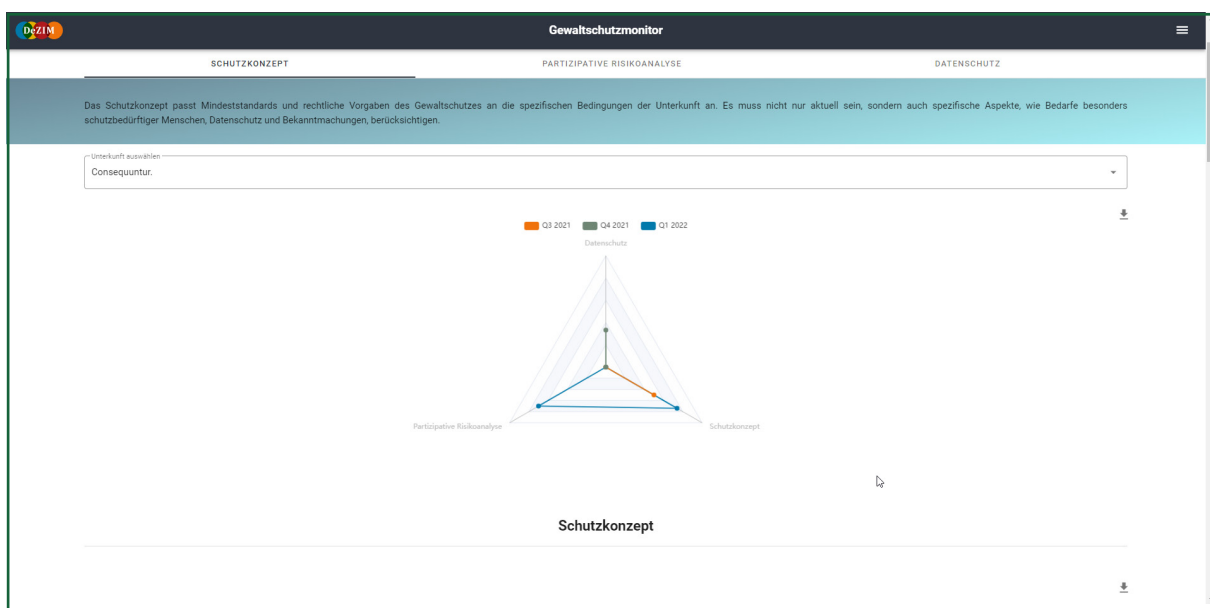 DeZIM
Gewaltschutzmonitor
SCHUTZKONZEPT
PARTIZIPATIVE RISIKOANALYSE
DATENSCHUTZ
Das Schutzkonzept passt Mindeststandards und rechtliche Vorgaben des Gewaltschutzes an die spezifischen Bedingungen der Unterkunft an. Es muss nicht nur aktuell sein, sondern auch spezifische Aspekte, wie Bedarfe besonders
schutzbedürftiger Menschen, Datenschutz und Bekanntmachungen, berücksichtigen.
Unterkunft auswählen
Consequuntur.
Q3 2021 Q4 2021 Q1 2022
Datenschutz
Partizipative Risikoanalyse
Schutzkonzept
Schutzkonzept